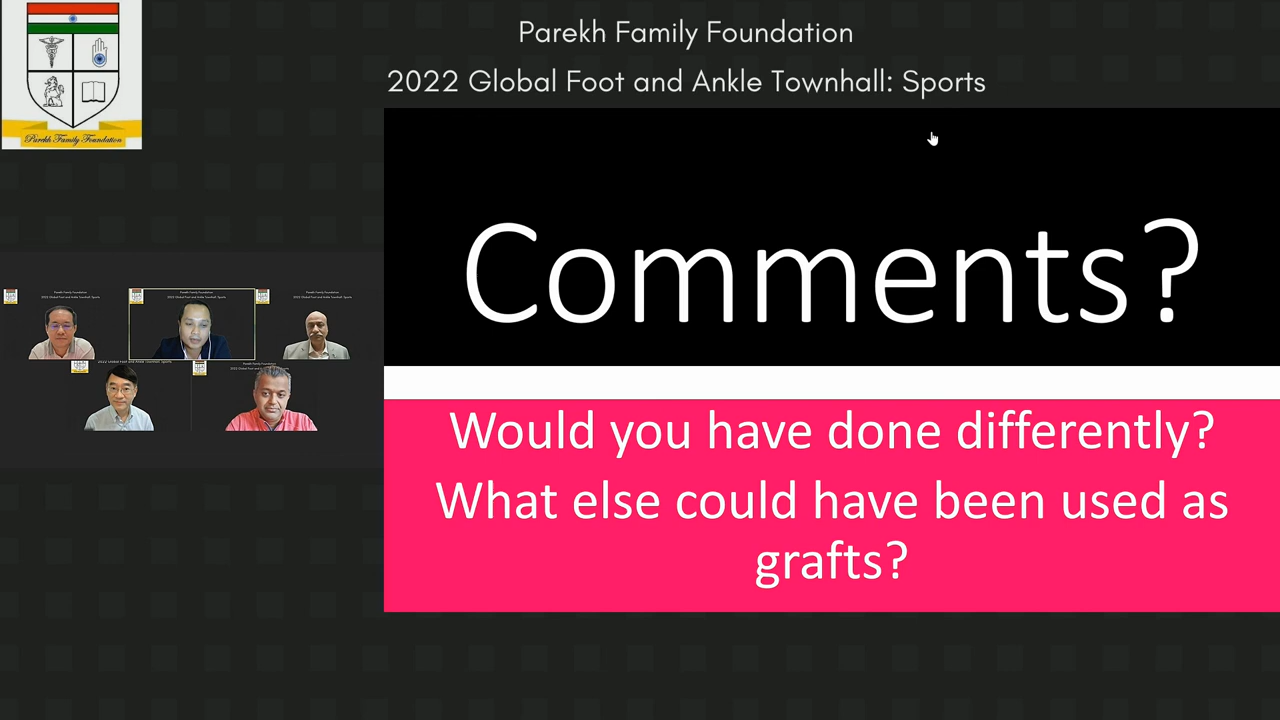 Parekh Family Foundation
2022 Global Foot and Ankle Townhall: Sports
Parekh Family Foundation
Comments?
Would you have done differently?
What else could have been used as
grafts?